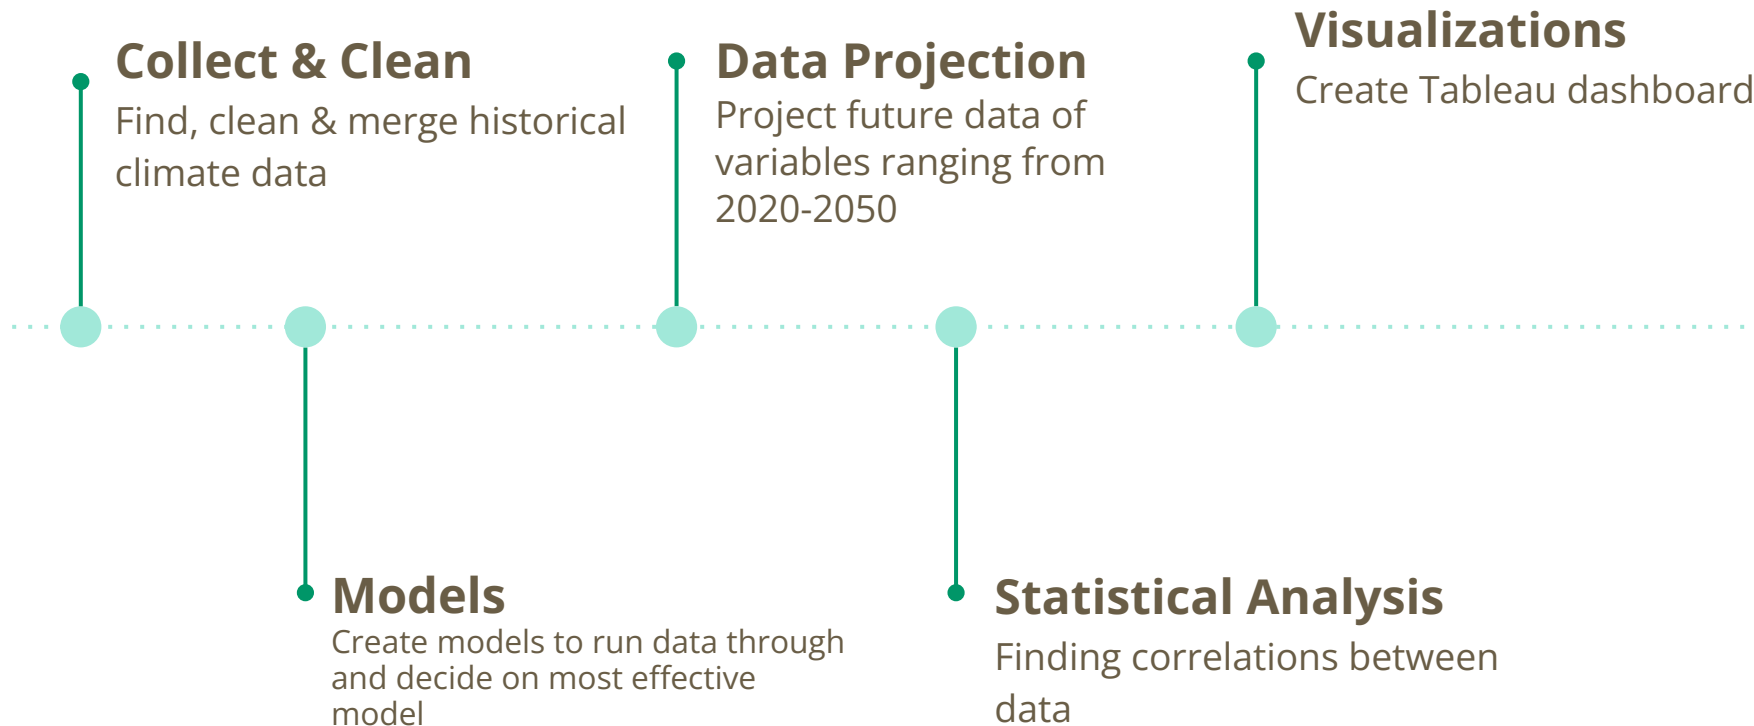 Collect & Clean
Find, clean & merge historical
climate data
Models
Create models to run data through
and decide on most effective
model
Data Projection
Project future data of
variables ranging from
2020-2050
Statistical Analysis
Finding correlations between
data
Visualizations
Create Tableau dashboard